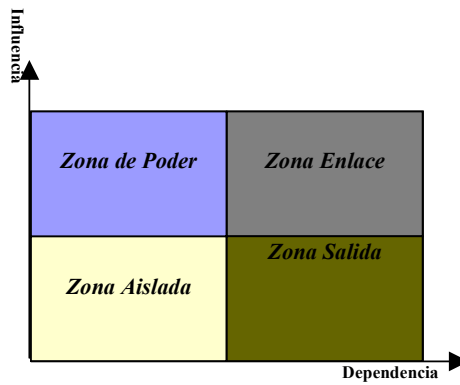 Influencia
Zona de Poder
Zona Enlace
Zona Aislada
Zona Salida
Dependencia